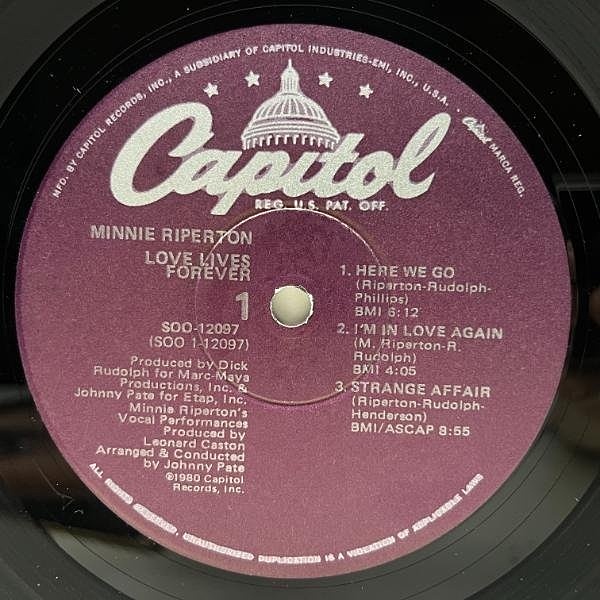 MFD. BY CAPITOL RECORDS, INC., A SUBSIDIARY OF CAPITOL INDUSTRIES-EMI, INC., U.S.A. · Capitol MARCA REG.
Capitol
REG. U.S. PAT. OFF.
MINNIE RIPERTON
LOVE LIVES
FOREVER
1
SOO-12097
(SOO 1-12097)
Produced by Dick
Rudolph for Marc-Maya
Productions, Inc. &
Johnny Pate for Etap, Inc.
Minnie Riperton's
Vocal Performances
Produced by
Leonard Caston
Arranged & Conducted
by Johnny Pate
℗1980 Capitol
Records, Inc.
1. HERE WE GO
(Riperton-Rudolph-
Phillips)
BMI 6:12
2. I'M IN LOVE AGAIN
(M. Riperton-R.
Rudolph)
BMI 4:05
3. STRANGE AFFAIR
(Riperton-Rudolph-
Henderson)
BMI/ASCAP 8:55
ALL RIGHTS RESERVED. UNAUTHORIZED DUPLICATION IS A VIOLATION OF APPLICABLE LAWS